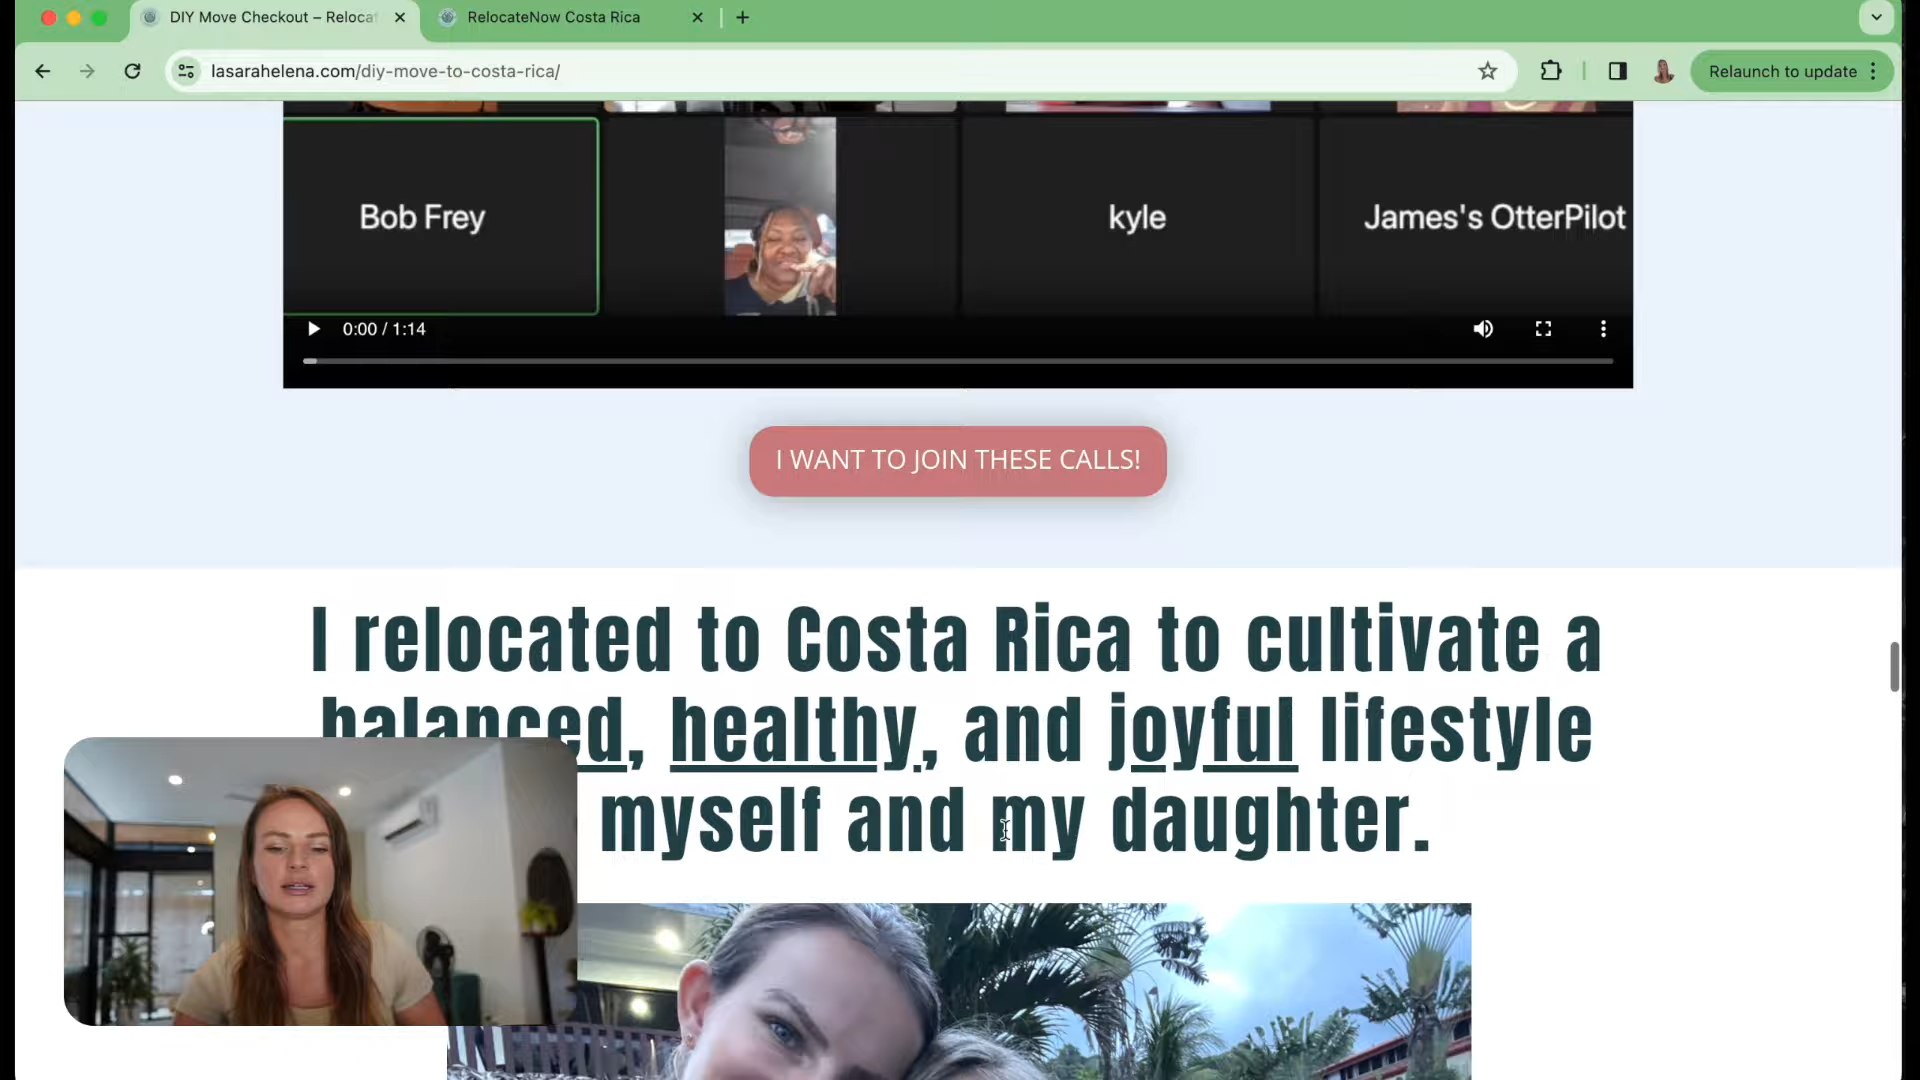 DIY Move Checkout – Relocat
RelocateNow Costa Rica
lasarahelena.com/diy-move-to-costa-rica/
Relaunch to update
Bob Frey
kyle
James's OtterPilot
0:00 / 1:14
I WANT TO JOIN THESE CALLS!
I relocated to Costa Rica to cultivate a
balanced, healthy, and joyful lifestyle
myself and my daughter.